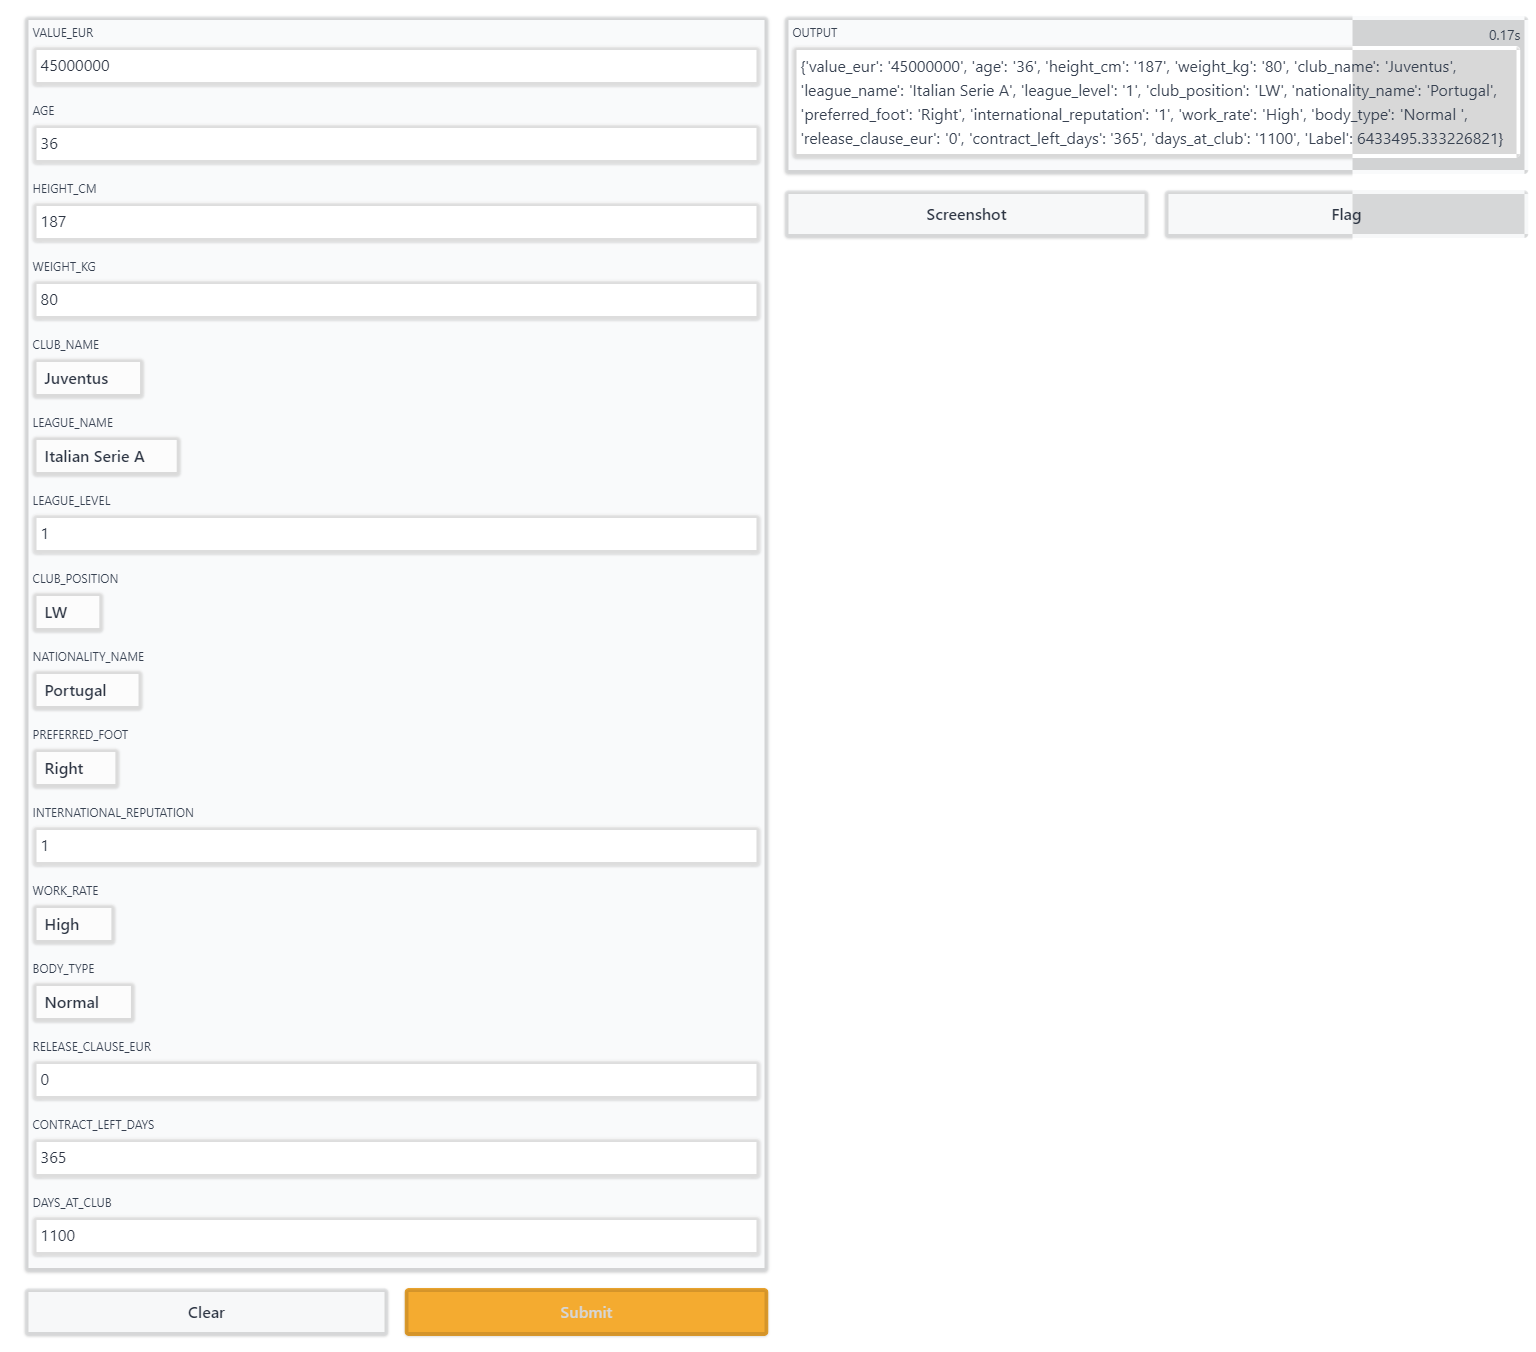 VALUE_EUR
45000000
AGE
36
HEIGHT_CM
187
WEIGHT_KG
80
CLUB_NAME
Juventus
LEAGUE_NAME
Italian Serie A
LEAGUE_LEVEL
1
CLUB_POSITION
LW
NATIONALITY_NAME
Portugal
PREFERRED_FOOT
Right
INTERNATIONAL_REPUTATION
1
WORK_RATE
High
BODY_TYPE
Normal
RELEASE_CLAUSE_EUR
0
CONTRACT_LEFT_DAYS
365
DAYS_AT_CLUB
1100
Clear
Submit
OUTPUT
0.17s
{'value_eur': '45000000', 'age': '36', 'height_cm': '187', 'weight_kg': '80', 'club_name': 'Juventus',
'league_name': 'Italian Serie A', 'league_level': '1', 'club_position': 'LW', 'nationality_name': 'Portugal',
'preferred_foot': 'Right', 'international_reputation': '1', 'work_rate': 'High', 'body_type': 'Normal ',
'release_clause_eur': '0', 'contract_left_days': '365', 'days_at_club': '1100', 'Label': 6433495.333226821}
Screenshot
Flag